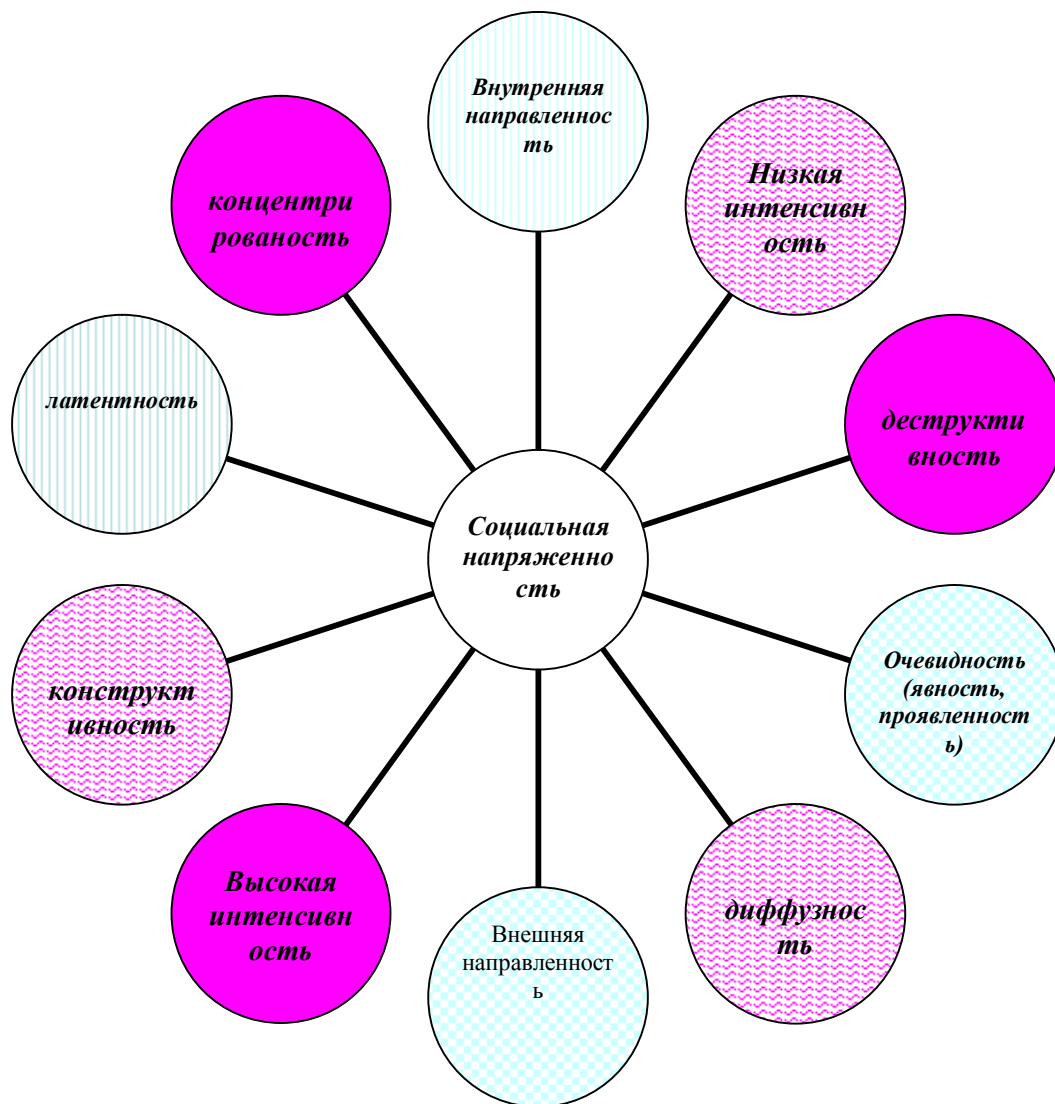 Внутренняя
направленнос
ть
Низкая
интенсивн
ость
концентри
рованость
деструкти
вность
латентность
Социальная
напряженно
сть
Очевидность
(явность,
проявленност
ь)
конструкт
ивность
Высокая
интенсивн
ость
диффузнос
ть
Внешняя
направленност
ь